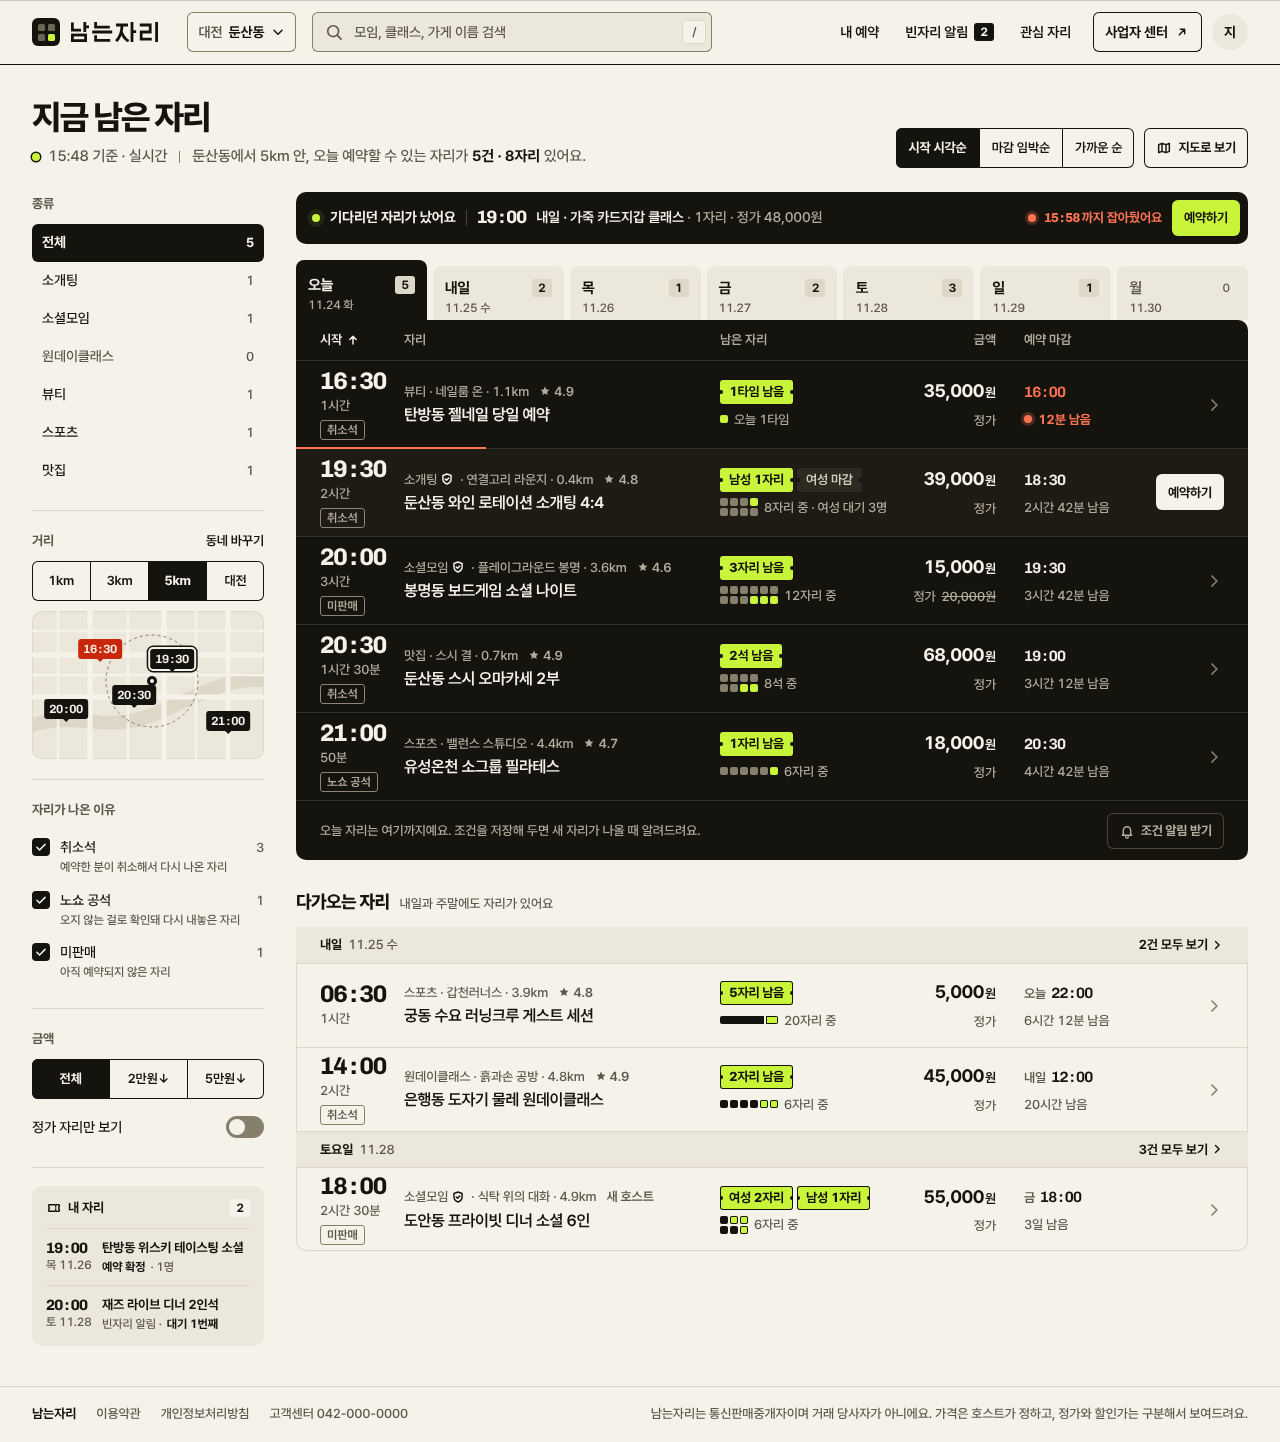 남는자리
대전 둔산동
모임, 클래스, 가게 이름 검색
/
내 예약
빈자리 알림 2
관심 자리
사업자 센터
지
지금 남은 자리
15:48 기준 · 실시간
둔산동에서 5km 안, 오늘 예약할 수 있는 자리가 5건 · 8자리 있어요.
시작 시각순
마감 임박순
가까운 순
지도로 보기
종류
전체 5
소개팅 1
소셜모임 1
원데이클래스 0
뷰티 1
스포츠 1
맛집 1
거리
동네 바꾸기
1km 3km 5km 대전
16:30
19:30
20:30
20:00
21:00
자리가 나온 이유
취소석 3
예약한 분이 취소해서 다시 나온 자리
노쇼 공석 1
오지 않는 걸로 확인돼 다시 내놓은 자리
미판매 1
아직 예약되지 않은 자리
금액
전체 2만원↓ 5만원↓
정가 자리만 보기
내 자리 2
19:00 탄방동 위스키 테이스팅 소셜
목 11.26 예약 확정 · 1명
20:00 재즈 라이브 디너 2인석
토 11.28 빈자리 알림 · 대기 1번째
기다리던 자리가 났어요
19:00 내일 · 가죽 카드지갑 클래스 · 1자리 · 정가 48,000원
15:58까지 잡아뒀어요
예약하기
오늘 5
11.24 화
내일 2
11.25 수
목 1
11.26
금 2
11.27
토 3
11.28
일 1
11.29
월 0
11.30
시작 ↑ 자리 남은 자리 금액 예약 마감
16:30
1시간
취소석
뷰티 · 네일룸 온 · 1.1km ★ 4.9
탄방동 젤네일 당일 예약
1타임 남음
오늘 1타임
35,000원
정가
16:00
12분 남음
19:30
2시간
취소석
소개팅 · 연결고리 라운지 · 0.4km ★ 4.8
둔산동 와인 로테이션 소개팅 4:4
남성 1자리 여성 마감
8자리 중 · 여성 대기 3명
39,000원
정가
18:30
2시간 42분 남음
예약하기
20:00
3시간
미판매
소셜모임 · 플레이그라운드 봉명 · 3.6km ★ 4.6
봉명동 보드게임 소셜 나이트
3자리 남음
12자리 중
15,000원
정가 20,000원
19:30
3시간 42분 남음
20:30
1시간 30분
취소석
맛집 · 스시 결 · 0.7km ★ 4.9
둔산동 스시 오마카세 2부
2석 남음
8석 중
68,000원
정가
19:00
3시간 12분 남음
21:00
50분
노쇼 공석
스포츠 · 밸런스 스튜디오 · 4.4km ★ 4.7
유성온천 소그룹 필라테스
1자리 남음
6자리 중
18,000원
정가
20:30
4시간 42분 남음
오늘 자리는 여기까지예요. 조건을 저장해 두면 새 자리가 나올 때 알려드려요.
조건 알림 받기
다가오는 자리 내일과 주말에도 자리가 있어요
내일 11.25 수
2건 모두 보기
06:30
1시간
스포츠 · 갑천러너스 · 3.9km ★ 4.8
궁동 수요 러닝크루 게스트 세션
5자리 남음
20자리 중
5,000원
정가
오늘 22:00
6시간 12분 남음
14:00
2시간
취소석
원데이클래스 · 흙과손 공방 · 4.8km ★ 4.9
은행동 도자기 물레 원데이클래스
2자리 남음
6자리 중
45,000원
정가
내일 12:00
20시간 남음
토요일 11.28
3건 모두 보기
18:00
2시간 30분
미판매
소셜모임 · 식탁 위의 대화 · 4.9km 새 호스트
도안동 프라이빗 디너 소셜 6인
여성 2자리 남성 1자리
6자리 중
55,000원
정가
금 18:00
3일 남음
남는자리 이용약관 개인정보처리방침 고객센터 042-000-0000
남는자리는 통신판매중개자이며 거래 당사자가 아니에요. 가격은 호스트가 정하고, 정가와 할인가는 구분해서 보여드려요.